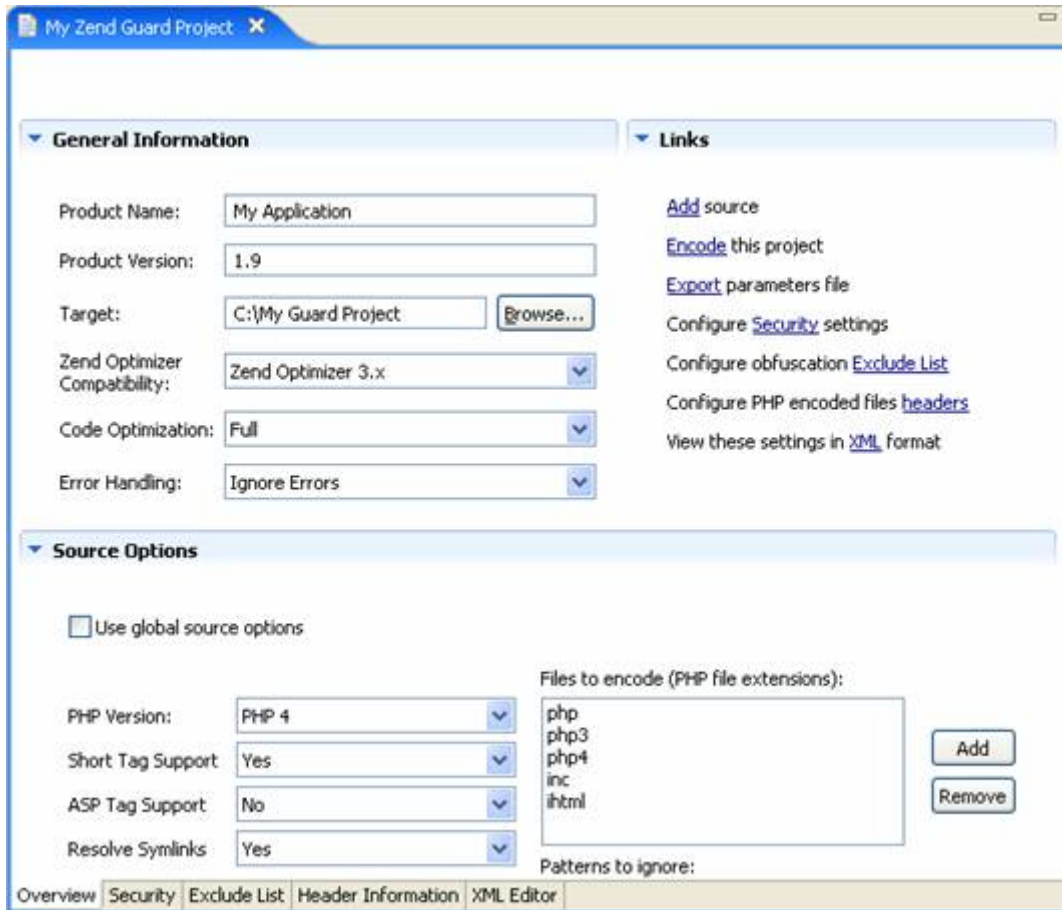 My Zend Guard Project
General Information
Product Name: My Application
Product Version: 1.9
Target: C:\My Guard Project Browse...
Zend Optimizer
Compatibility: Zend Optimizer 3.x
Code Optimization: Full
Error Handling: Ignore Errors
Links
Add source
Encode this project
Export parameters file
Configure Security settings
Configure obfuscation Exclude List
Configure PHP encoded files headers
View these settings in XML format
Source Options
Use global source options
PHP Version: PHP 4
Short Tag Support Yes
ASP Tag Support No
Resolve Symlinks Yes
Files to encode (PHP file extensions):
php
php3
php4
inc
ihtml
Add
Remove
Patterns to ignore:
Overview Security Exclude List Header Information XML Editor